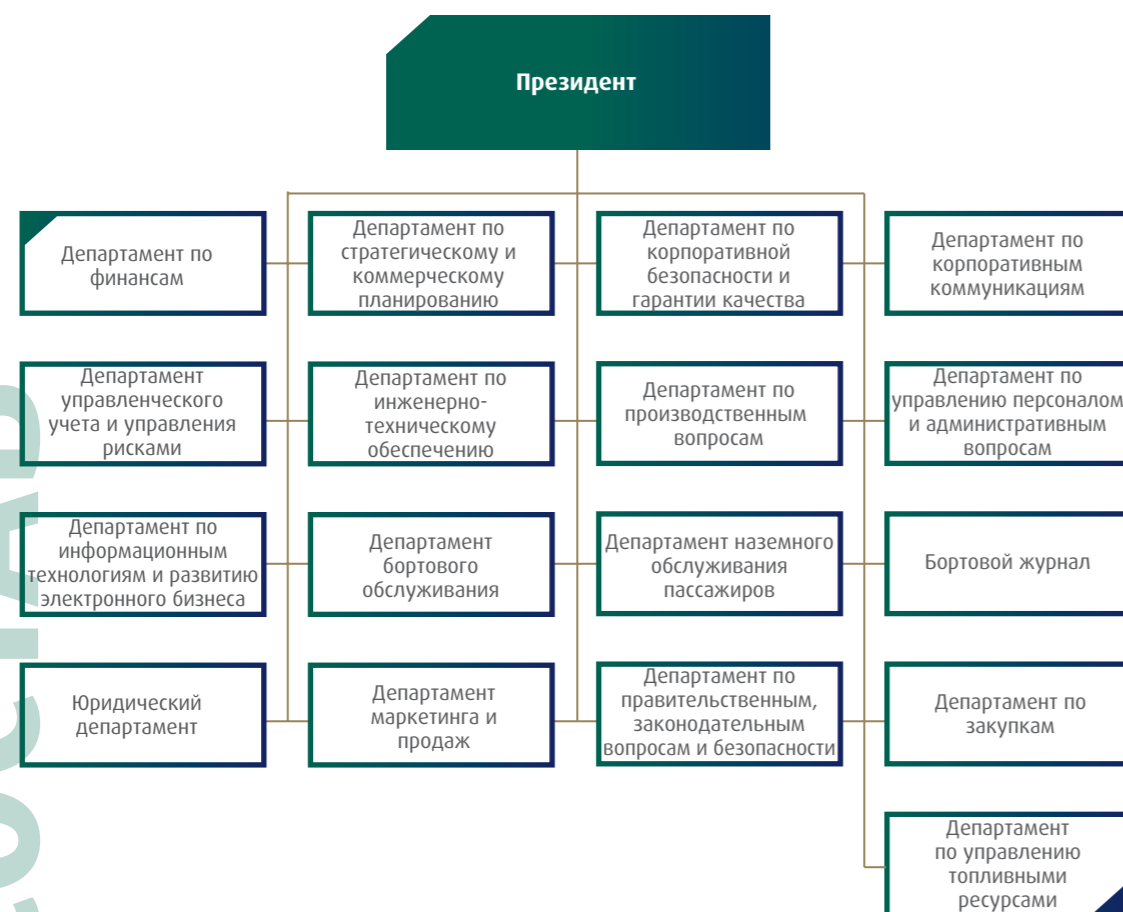 Президент
Департамент по
финансам
Департамент по
стратегическому и
коммерческому
планированию
Департамент по
корпоративной
безопасности и
гарантии качества
Департамент по
корпоративным
коммуникациям
Департамент
управленческого
учета и управления
рисками
Департамент по
инженерно-
техническому
обеспечению
Департамент по
производственным
вопросам
Департамент по
управлению персоналом
и административным
вопросам
Департамент по
информационным
технологиям и развитию
электронного бизнеса
Департамент
бортового
обслуживания
Департамент наземного
обслуживания
пассажиров
Бортовой журнал
Юридический
департамент
Департамент
маркетинга и
продаж
Департамент по
правительственным,
законодательным
вопросам и безопасности
Департамент по
закупкам
Департамент
по управлению
топливными
ресурсами